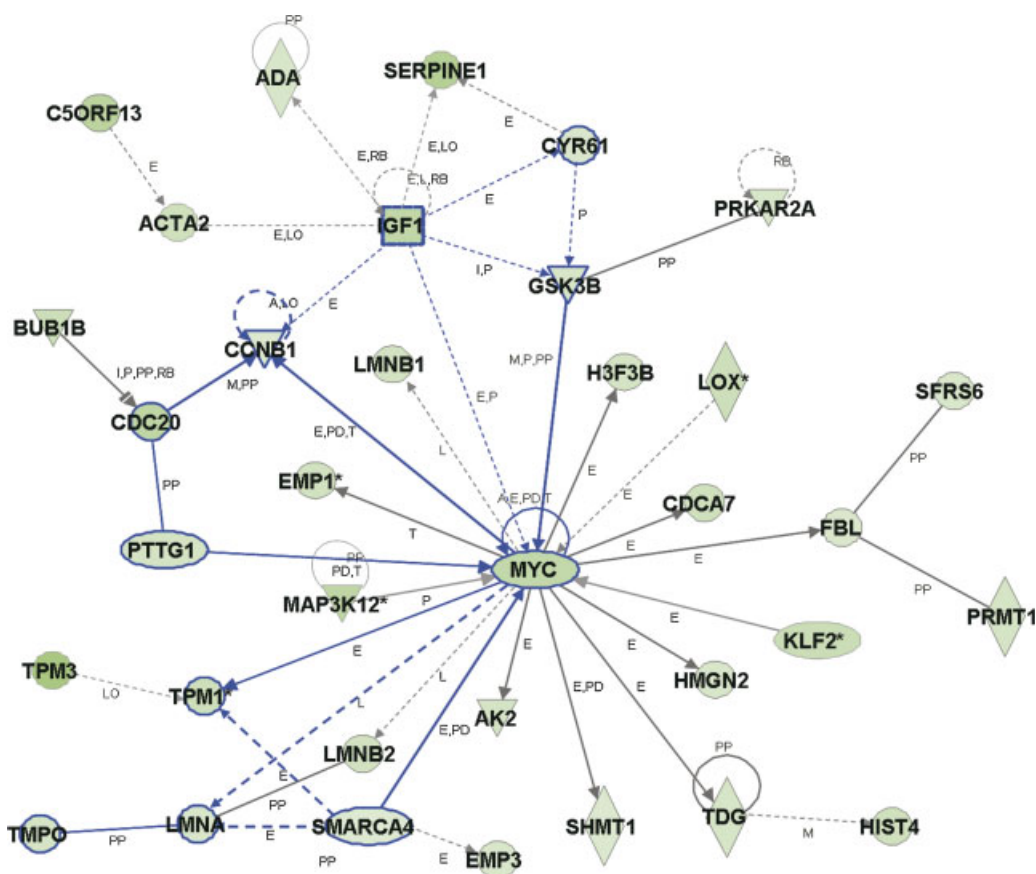 PP
ADA
SERPINE1
C5ORF13
E
CYR61
E,LO
E,RB
E,L,RB
E
RB
PRKAR2A
E
P
ACTA2
IGF1
E,LO
I,P
PP
GSK3B
A,LO
E
BUB1B
CCNB1
LMNB1
M,P,PP
H3F3B
LOX*
I,P,PP,RB
M,PP
E,P
SFRS6
CDC20
E,PD,T
L
E
PP
PP
EMP1*
A,E,PD,T
E
CDCA7
FBL
T
E
E
PTTG1
PP
PD,T
MYC
MAP3K12*
P
PP
PRMT1
E
KLF2*
E
E
E
TPM3
LO
TPM1*
L
L
E,PD
E
HMGN2
E,PD
AK2
LMNB2
PP
E
PP
TMPO
PP
LMNA
E
SMARCA4
PP
E
EMP3
SHMT1
TDG
M
HIST4